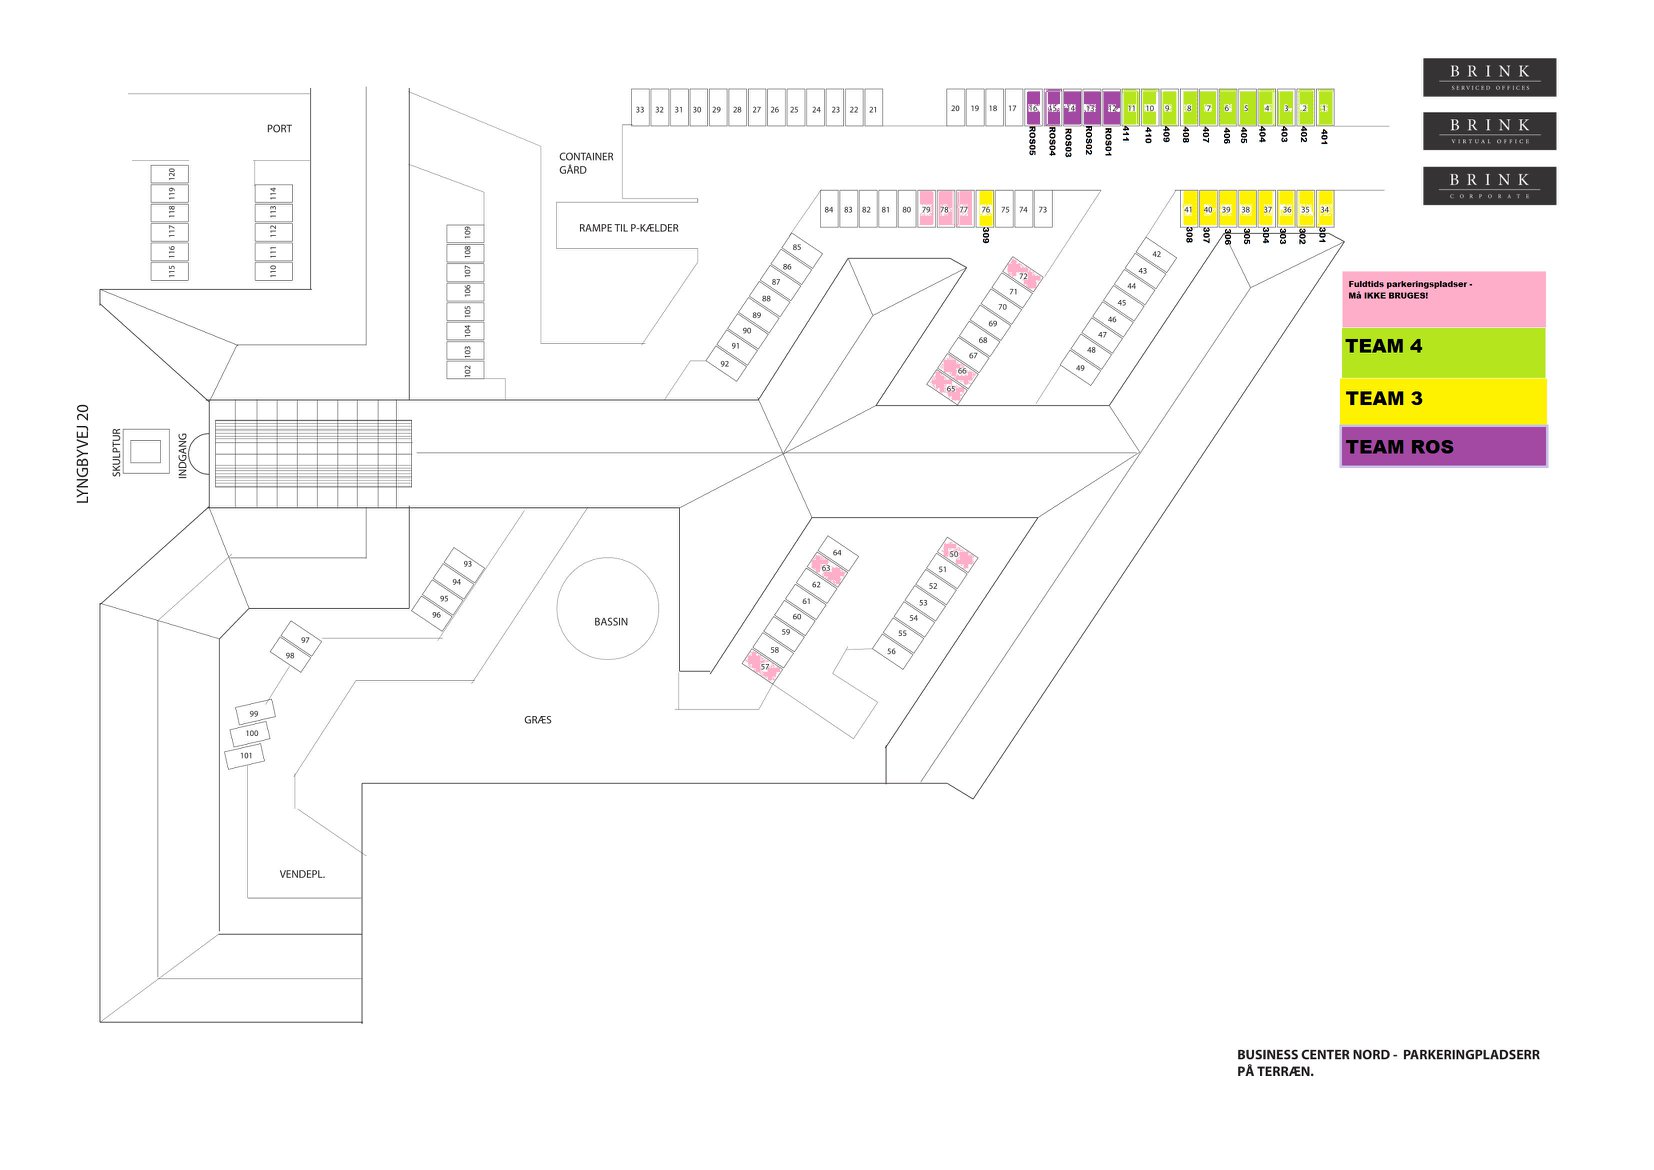 BRINK
SERVICED OFFICES
BRINK
VIRTUAL OFFICE
BRINK
CORPORATE
33 32 31 30 29 28 27 26 25 24 23 22 21
20 19 18 17 16 15 14 13 12 11 10 9 8 7 6 5 4 3 2 1
ROS05 ROS04 ROS03 ROS02 ROS01 411 410 409 408 407 406 405 404 403 402 401
PORT
CONTAINER
GÅRD
RAMPE TIL P-KÆLDER
120
119
118
117
116
115
114
113
112
111
110
109
108
107
106
105
104
103
102
84 83 82 81 80 79 78 77 76 75 74 73
309
41 40 39 38 37 36 35 34
308 307 306 305 304 303 302 301
85
86
87
88
89
90
91
92
72
71
70
69
68
67
66
65
42
43
44
45
46
47
48
49
Fuldtids parkeringspladser -
Må IKKE BRUGES!
TEAM 4
TEAM 3
TEAM ROS
LYNGBYVEJ 20
SKULPTUR
INDGANG
93
94
95
96
97
98
99
100
101
BASSIN
GRÆS
VENDEPL.
64
63
62
61
60
59
58
57
50
51
52
53
54
55
56
BUSINESS CENTER NORD - PARKERINGPLADSERR
PÅ TERRÆN.